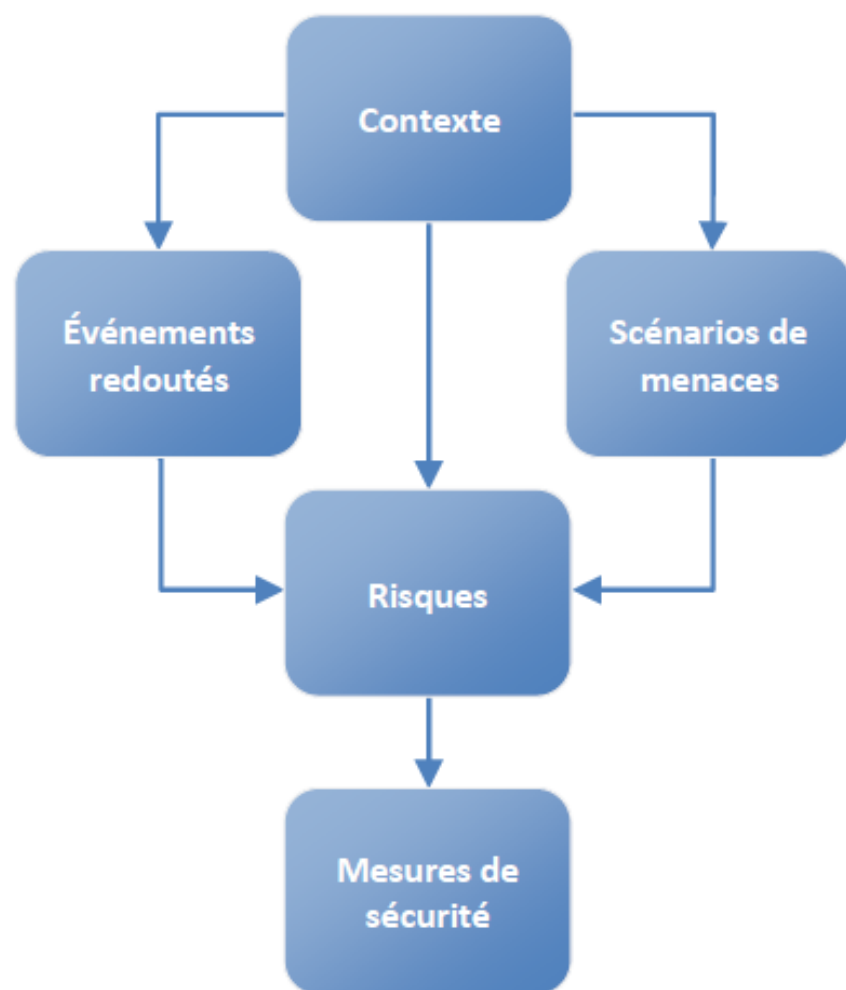 Contexte
Événements
redoutés
Scénarios de
menaces
Risques
Mesures de
sécurité